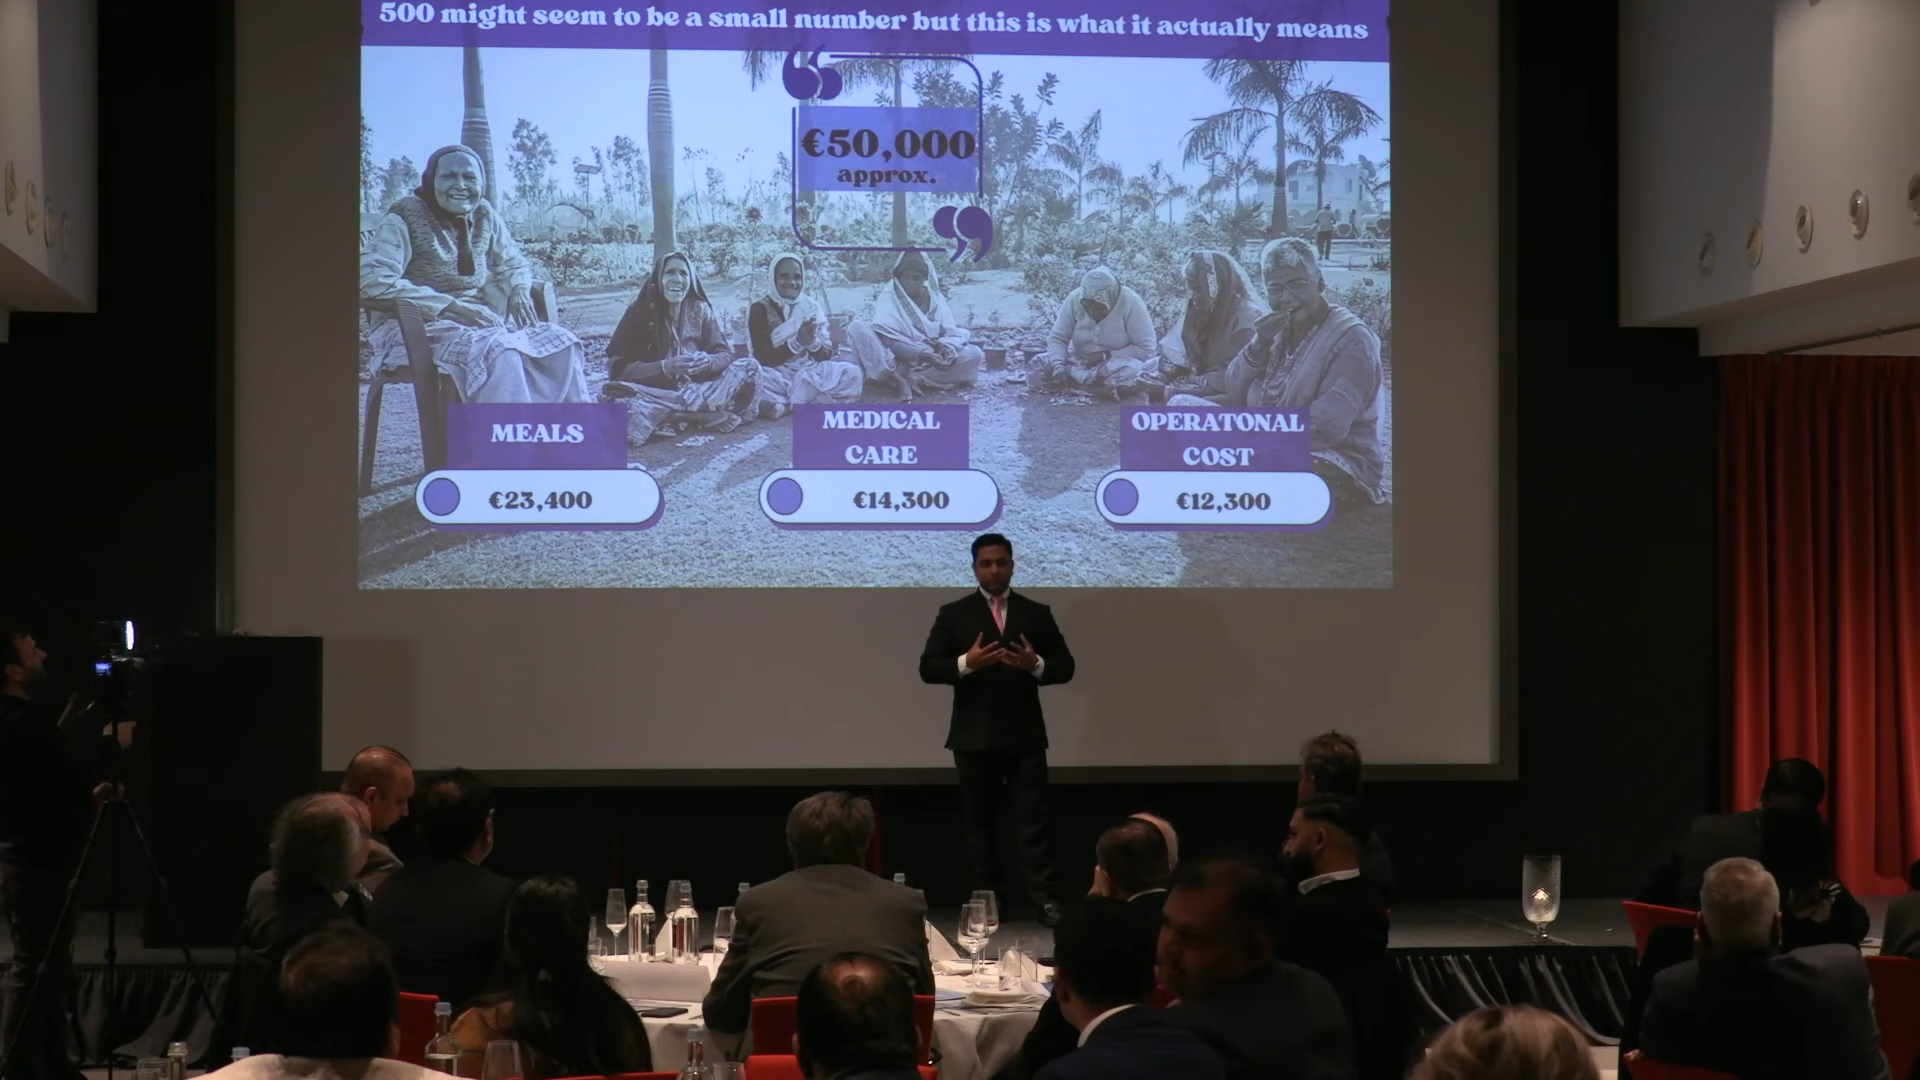 500 might seem to be a small number but this is what it actually means
€50,000
approx.
MEALS
€23,400
MEDICAL
CARE
€14,300
OPERATONAL
COST
€12,300